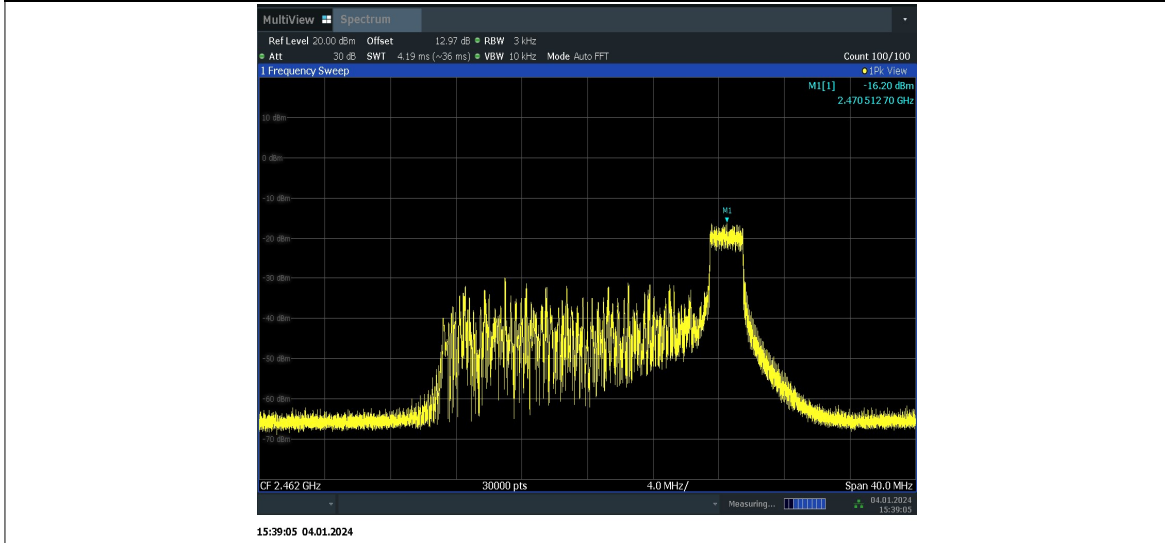 MultiView Spectrum
Ref Level 20.00 dBm Offset 12.97 dB RBW 3 kHz
Att 30 dB SWT 4.19 ms (~36 ms) VBW 10 kHz Mode Auto FFT Count 100/100
1 Frequency Sweep 1Pk View
M1[1] -16.20 dBm
2.470 512 70 GHz
10 dBm
0 dBm
-10 dBm
M1
-20 dBm
-30 dBm
-40 dBm
-50 dBm
-60 dBm
-70 dBm
CF 2.462 GHz 30000 pts 4.0 MHz/ Span 40.0 MHz
Measuring... 04.01.2024
15:39:05
15:39:05 04.01.2024